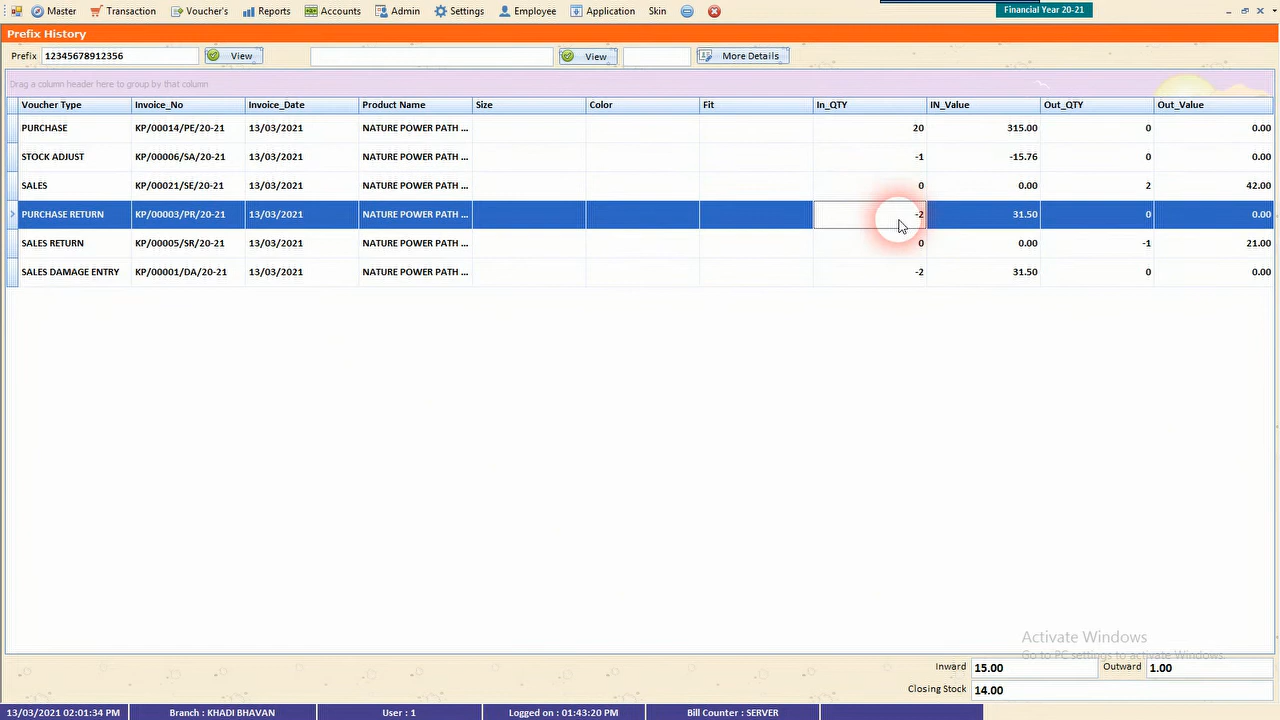 Master Transaction Voucher's Reports Accounts Admin Settings Employee Application Skin Financial Year 20-21
Prefix History
Prefix 12345678912356 View View More Details
Drag a column header here to group by that column
Voucher Type Invoice_No Invoice_Date Product Name Size Color Fit In_QTY IN_Value Out_QTY Out_Value
PURCHASE KP/00014/PE/20-21 13/03/2021 NATURE POWER PATH ... 20 315.00 0 0.00
STOCK ADJUST KP/00006/SA/20-21 13/03/2021 NATURE POWER PATH ... -1 -15.76 0 0.00
SALES KP/00021/SE/20-21 13/03/2021 NATURE POWER PATH ... 0 0.00 2 42.00
PURCHASE RETURN KP/00003/PR/20-21 13/03/2021 NATURE POWER PATH ... -2 31.50 0 0.00
SALES RETURN KP/00005/SR/20-21 13/03/2021 NATURE POWER PATH ... 0 0.00 -1 21.00
SALES DAMAGE ENTRY KP/00001/DA/20-21 13/03/2021 NATURE POWER PATH ... -2 31.50 0 0.00
Activate Windows
Go to PC settings to activate Windows.
Inward 15.00 Outward 1.00
Closing Stock 14.00
13/03/2021 02:01:34 PM Branch : KHADI BHAVAN User : 1 Logged on : 01:43:20 PM Bill Counter : SERVER